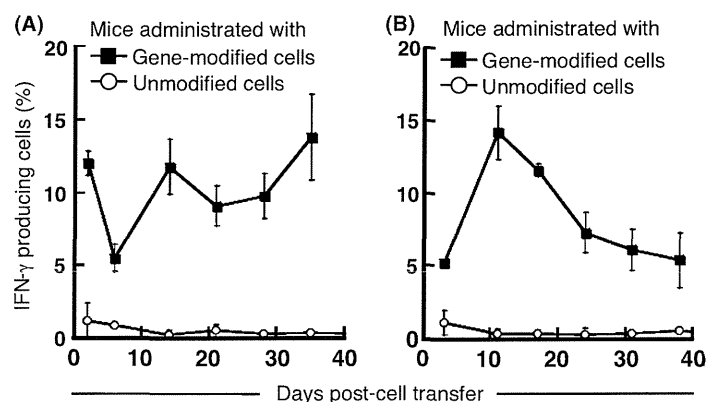 (A) Mice administrated with
Gene-modified cells
Unmodified cells
IFN-γ producing cells (%)
20
15
10
5
0
0 10 20 30 40
(B) Mice administrated with
Gene-modified cells
Unmodified cells
20
15
10
5
0
0 10 20 30 40
Days post-cell transfer